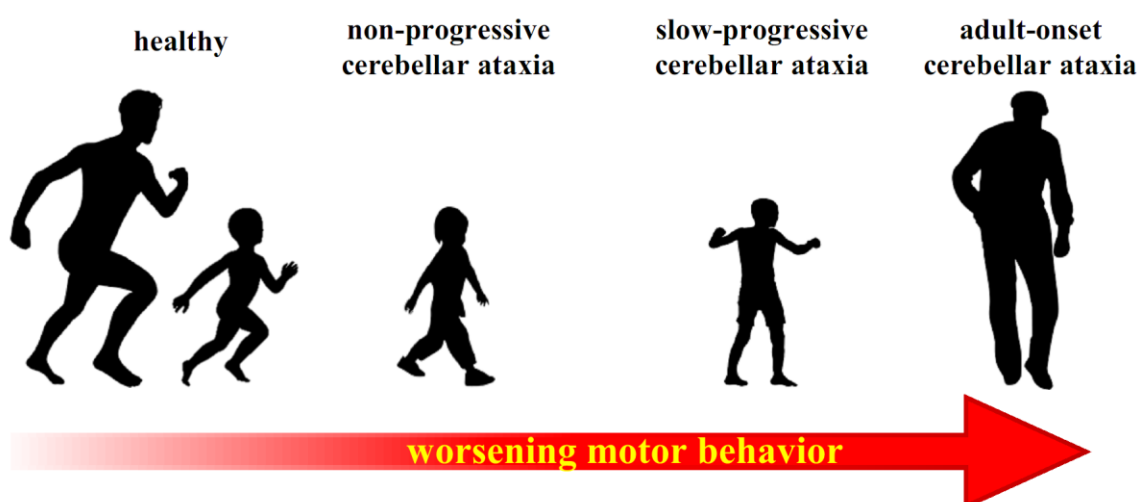 healthy
non-progressive
cerebellar ataxia
slow-progressive
cerebellar ataxia
adult-onset
cerebellar ataxia
worsening motor behavior